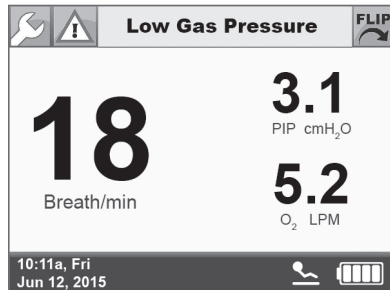 Low Gas Pressure
FLIP
18
Breath/min
3.1
PIP cmH₂O
5.2
O₂ LPM
10:11a, Fri
Jun 12, 2015